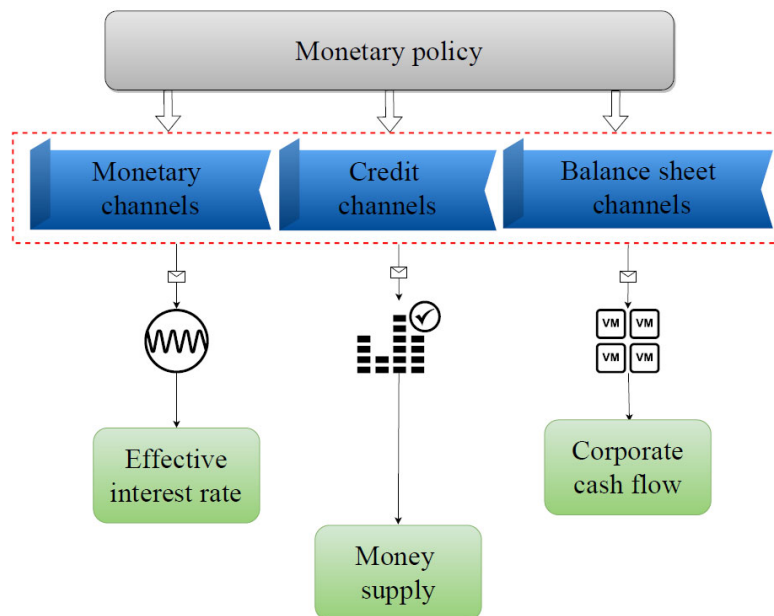 Monetary policy
Monetary
channels
Credit
channels
Balance sheet
channels
VM VM
VM VM
Effective
interest rate
Corporate
cash flow
Money
supply